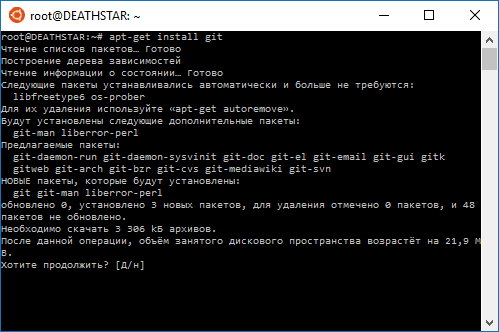 root@DEATHSTAR: ~
root@DEATHSTAR:~# apt-get install git
Чтение списков пакетов… Готово
Построение дерева зависимостей
Чтение информации о состоянии… Готово
Следующие пакеты устанавливались автоматически и больше не требуются:
libfreetype6 os-prober
Для их удаления используйте «apt-get autoremove».
Будут установлены следующие дополнительные пакеты:
git-man liberror-perl
Предлагаемые пакеты:
git-daemon-run git-daemon-sysvinit git-doc git-el git-email git-gui gitk
gitweb git-arch git-bzr git-cvs git-mediawiki git-svn
НОВЫЕ пакеты, которые будут установлены:
git git-man liberror-perl
обновлено 0, установлено 3 новых пакетов, для удаления отмечено 0 пакетов, и 48
пакетов не обновлено.
Необходимо скачать 3 306 kБ архивов.
После данной операции, объём занятого дискового пространства возрастёт на 21,9 M
B.
Хотите продолжить? [Д/н]